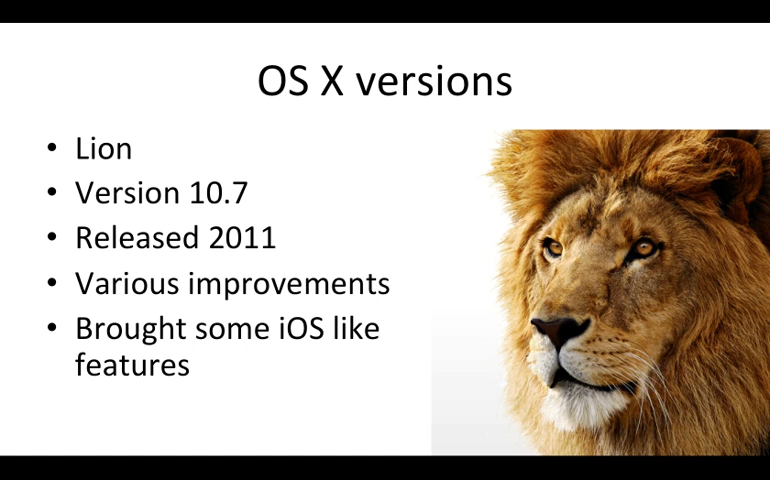 OS X versions
• Lion
• Version 10.7
• Released 2011
• Various improvements
• Brought some iOS like
features